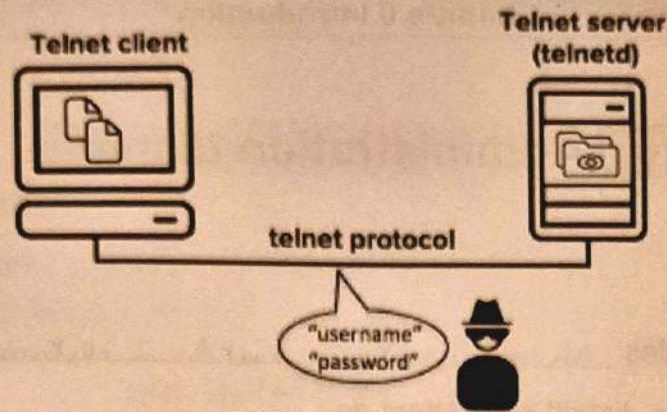 Telnet client
Telnet server
(telnetd)
telnet protocol
"username"
"password"